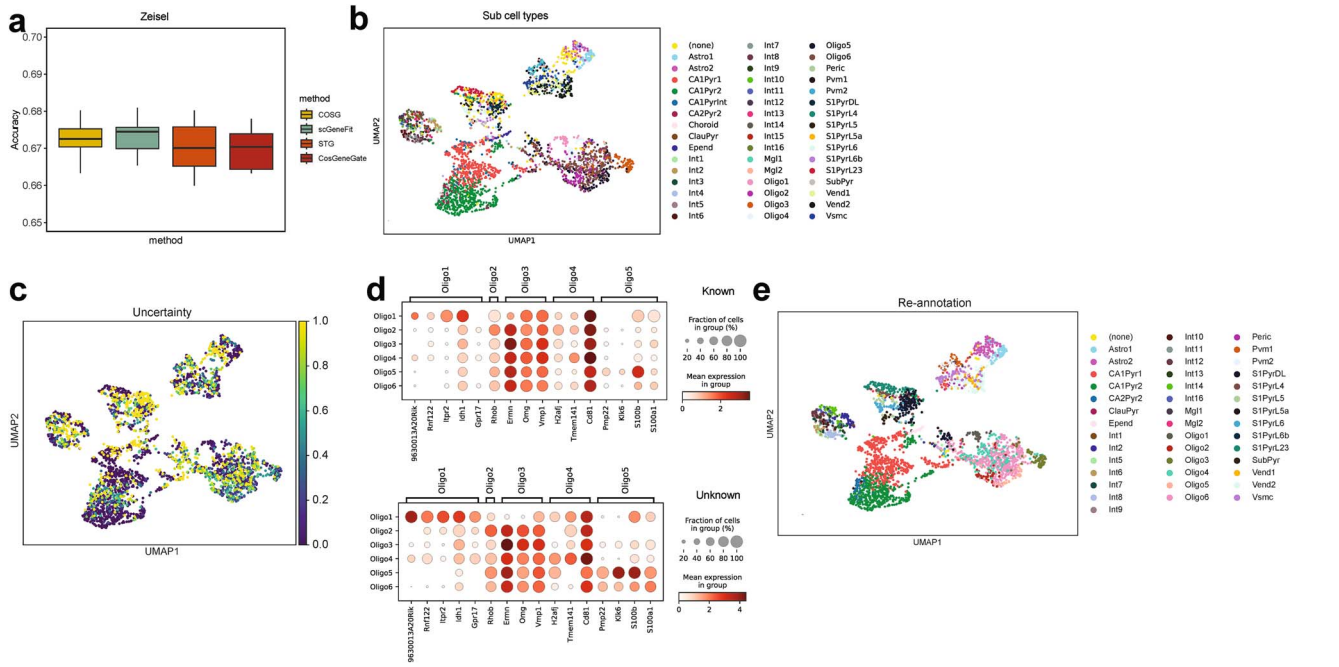 a
Zeisel
0.70
0.69
0.68
0.67
0.66
0.65
Accuracy
method
method
COSG
scGeneFit
STG
CosGeneGate
b
Sub cell types
UMAP2
UMAP1
(none)
Astro1
Astro2
CA1Pyr1
CA1Pyr2
CA1PyrInt
CA2Pyr2
Choroid
ClauPyr
Epend
Int1
Int2
Int3
Int4
Int5
Int6
Int7
Int8
Int9
Int10
Int11
Int12
Int13
Int14
Int15
Int16
Mgl1
Mgl2
Oligo1
Oligo2
Oligo3
Oligo4
Oligo5
Oligo6
Peric
Pvm1
Pvm2
S1PyrDL
S1PyrL4
S1PyrL5
S1PyrL5a
S1PyrL6
S1PyrL6b
S1PyrL23
SubPyr
Vend1
Vend2
Vsmc
c
Uncertainty
UMAP2
UMAP1
1.0
0.8
0.6
0.4
0.2
0.0
d
Oligo1
Oligo2
Oligo3
Oligo4
Oligo5
Known
Oligo1
Oligo2
Oligo3
Oligo4
Oligo5
Oligo6
9630013A20Rik
Rnf122
Itpr2
Idh1
Gpr17
Rhob
Ermn
Omg
Vmp1
H2afj
Tmem141
Cd81
Pmp22
Klk6
S100b
S100a1
Fraction of cells
in group (%)
20 40 60 80 100
Mean expression
in group
0 2
Oligo1
Oligo2
Oligo3
Oligo4
Oligo5
Unknown
Oligo1
Oligo2
Oligo3
Oligo4
Oligo5
Oligo6
9630013A20Rik
Rnf122
Itpr2
Idh1
Gpr17
Rhob
Ermn
Omg
Vmp1
H2afj
Tmem141
Cd81
Pmp22
Klk6
S100b
S100a1
Fraction of cells
in group (%)
20 40 60 80 100
Mean expression
in group
0 2 4
e
Re-annotation
UMAP2
UMAP1
(none)
Astro1
Astro2
CA1Pyr1
CA1Pyr2
CA2Pyr2
ClauPyr
Epend
Int1
Int2
Int5
Int6
Int7
Int8
Int9
Int10
Int11
Int12
Int13
Int14
Int16
Mgl1
Mgl2
Oligo1
Oligo2
Oligo3
Oligo4
Oligo5
Oligo6
Peric
Pvm1
Pvm2
S1PyrDL
S1PyrL4
S1PyrL5
S1PyrL5a
S1PyrL6
S1PyrL6b
S1PyrL23
SubPyr
Vend1
Vend2
Vsmc